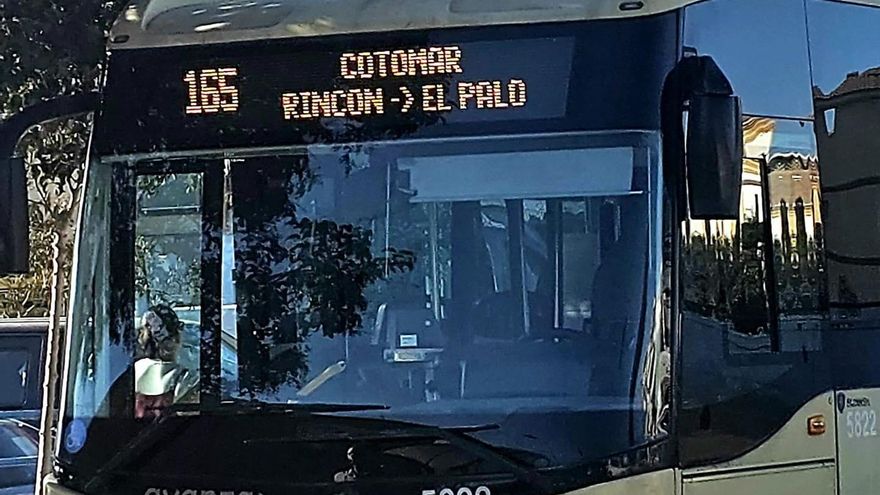 165
COTOMAR
RINCON -> EL PALO
5822